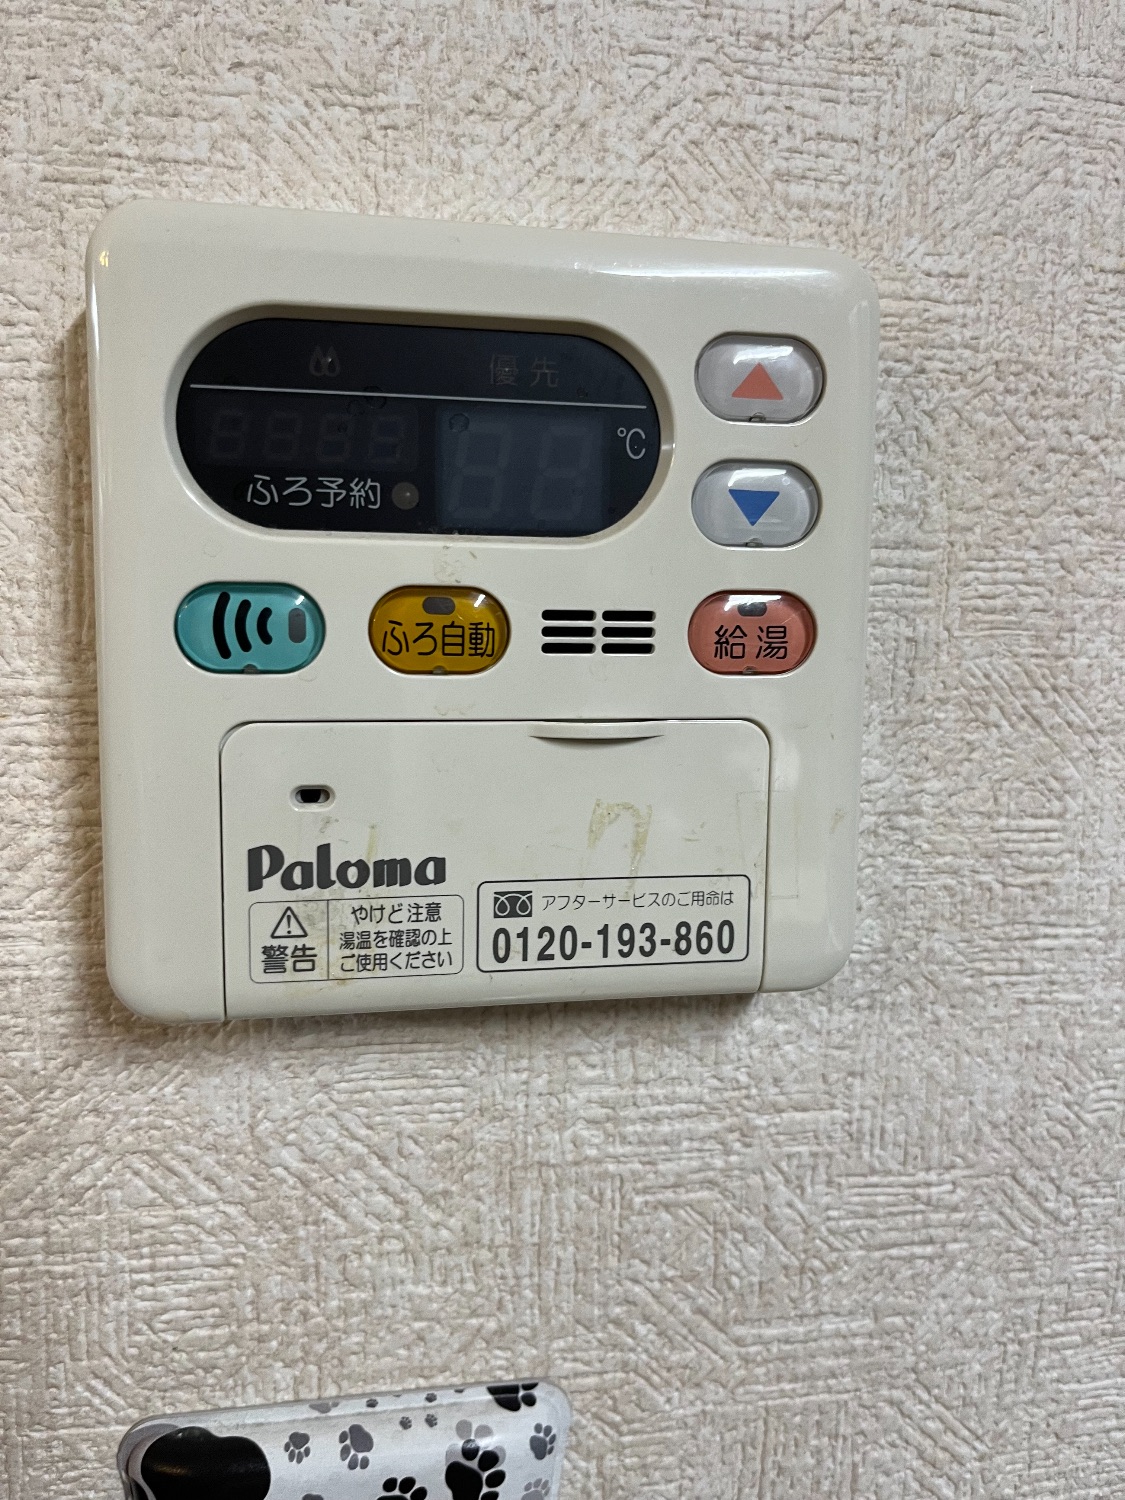 優先
℃
ふろ予約
ふろ自動
給湯
Paloma
警告
やけど注意
湯温を確認の上
ご使用ください
アフターサービスのご用命は
0120-193-860